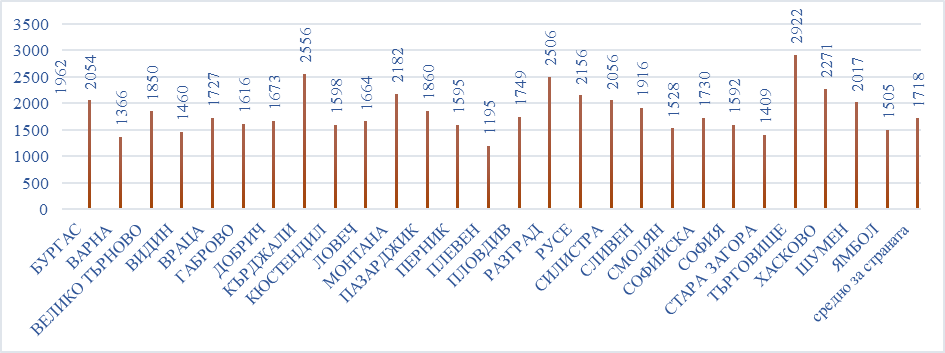 3500
3000
2500
2000
1500
1000
500
0
1962
2054
1366
1850
1460
1727
1616
1673
2556
1598
1664
2182
1860
1595
1195
1749
2506
2156
2056
1916
1528
1730
1592
1409
2922
2271
2017
1505
1718
БУРГАС
ВАРНА
ВЕЛИКО ТЪРНОВО
ВИДИН
ВРАЦА
ГАБРОВО
ДОБРИЧ
КЪРДЖАЛИ
КЮСТЕНДИЛ
ЛОВЕЧ
МОНТАНА
ПАЗАРДЖИК
ПЕРНИК
ПЛЕВЕН
ПЛОВДИВ
РАЗГРАД
РУСЕ
СИЛИСТРА
СЛИВЕН
СМОЛЯН
СОФИЙСКА
СОФИЯ
СТАРА ЗАГОРА
ТЪРГОВИЩЕ
ХАСКОВО
ШУМЕН
ЯМБОЛ
средно за страната